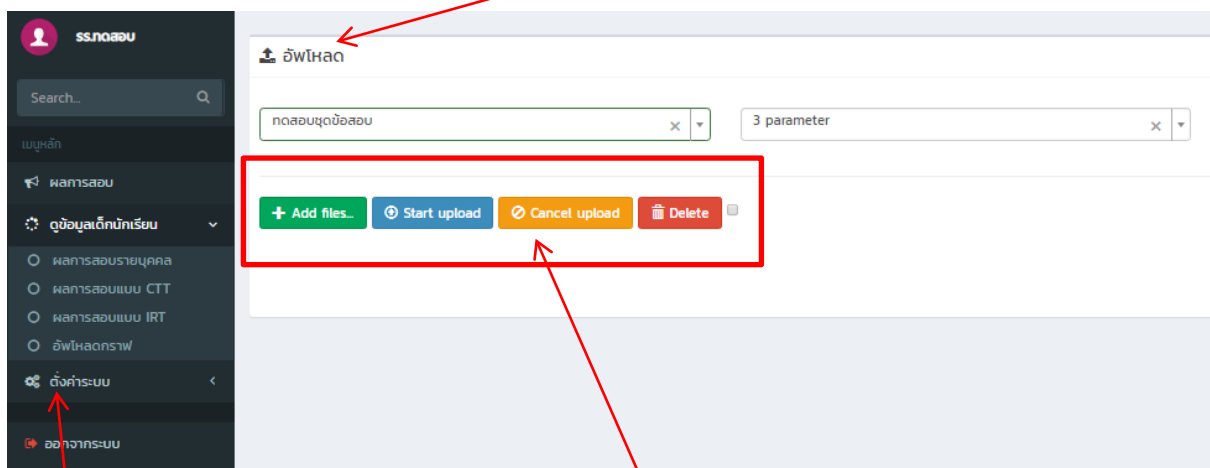 รร.ทดสอบ
Search..
เมนูหลัก
ผลการสอบ
ดูข้อมูลเด็กนักเรียน
ผลการสอบรายบุคคล
ผลการสอบแบบ CTT
ผลการสอบแบบ IRT
อัพโหลดกราฟ
ตั่งค่าระบบ
ออกจากระบบ
อัพโหลด
ทดสอบชุดข้อสอบ
3 parameter
Add files...
Start upload
Cancel upload
Delete